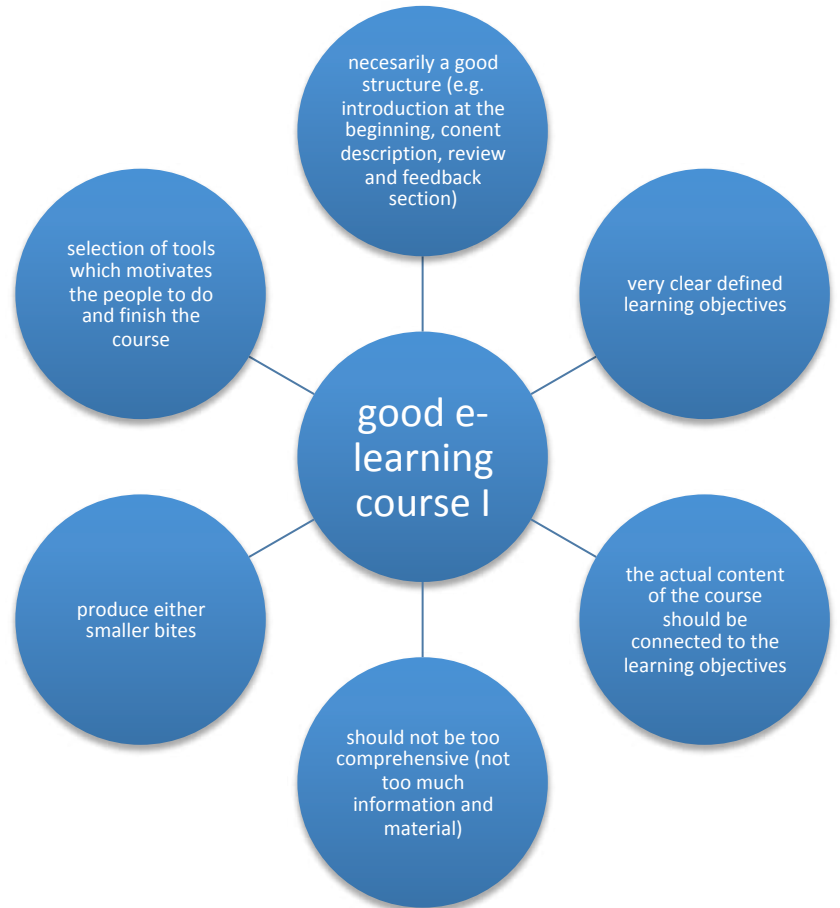 necesarily a good
structure (e.g.
introduction at the
beginning, conent
description, review
and feedback
section)
selection of tools
which motivates
the people to do
and finish the
course
very clear defined
learning objectives
good e-
learning
course I
produce either
smaller bites
the actual content
of the course
should be
connected to the
learning objectives
should not be too
comprehensive (not
too much
information and
material)